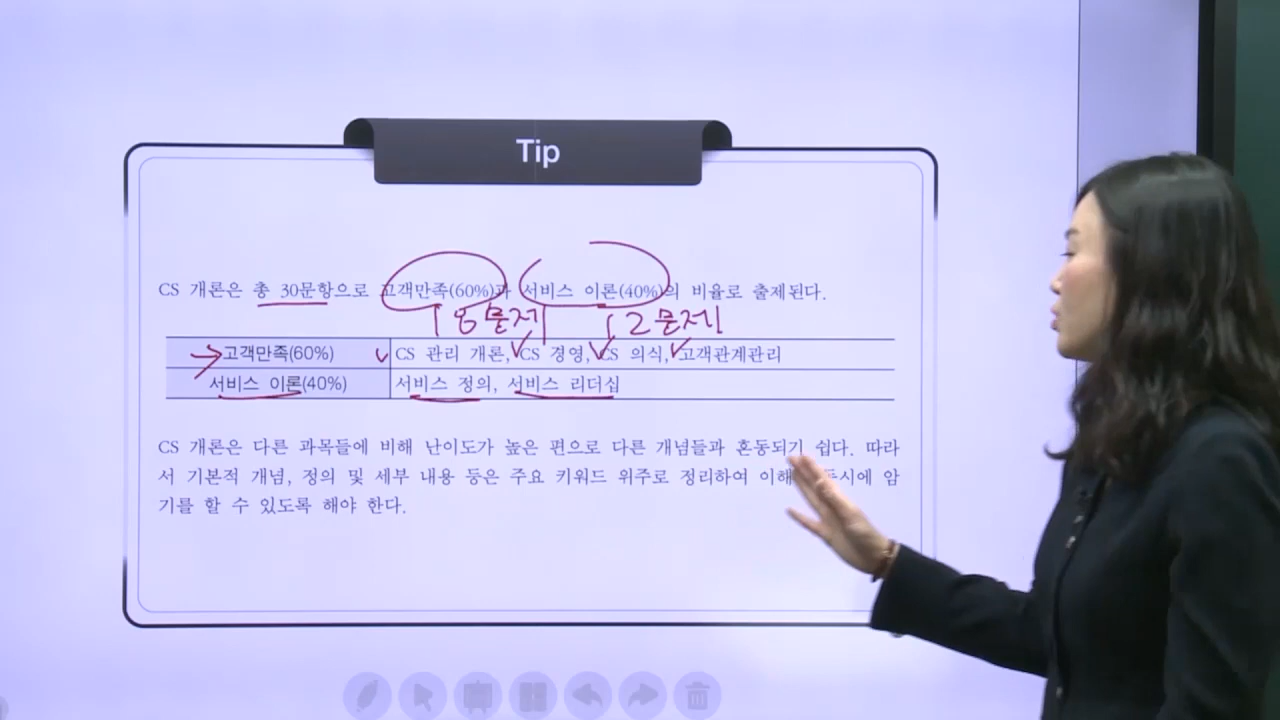 Tip
CS 개론은 총 30문항으로 고객만족(60%)과 서비스 이론(40%)의 비율로 출제된다.
18문제 12문제
고객만족(60%) CS 관리 개론, CS 경영, CS 의식, 고객관계관리
서비스 이론(40%) 서비스 정의, 서비스 리더십
CS 개론은 다른 과목들에 비해 난이도가 높은 편으로 다른 개념들과 혼동되기 쉽다. 따라
서 기본적 개념, 정의 및 세부 내용 등은 주요 키워드 위주로 정리하여 이해 동시에 암
기를 할 수 있도록 해야 한다.